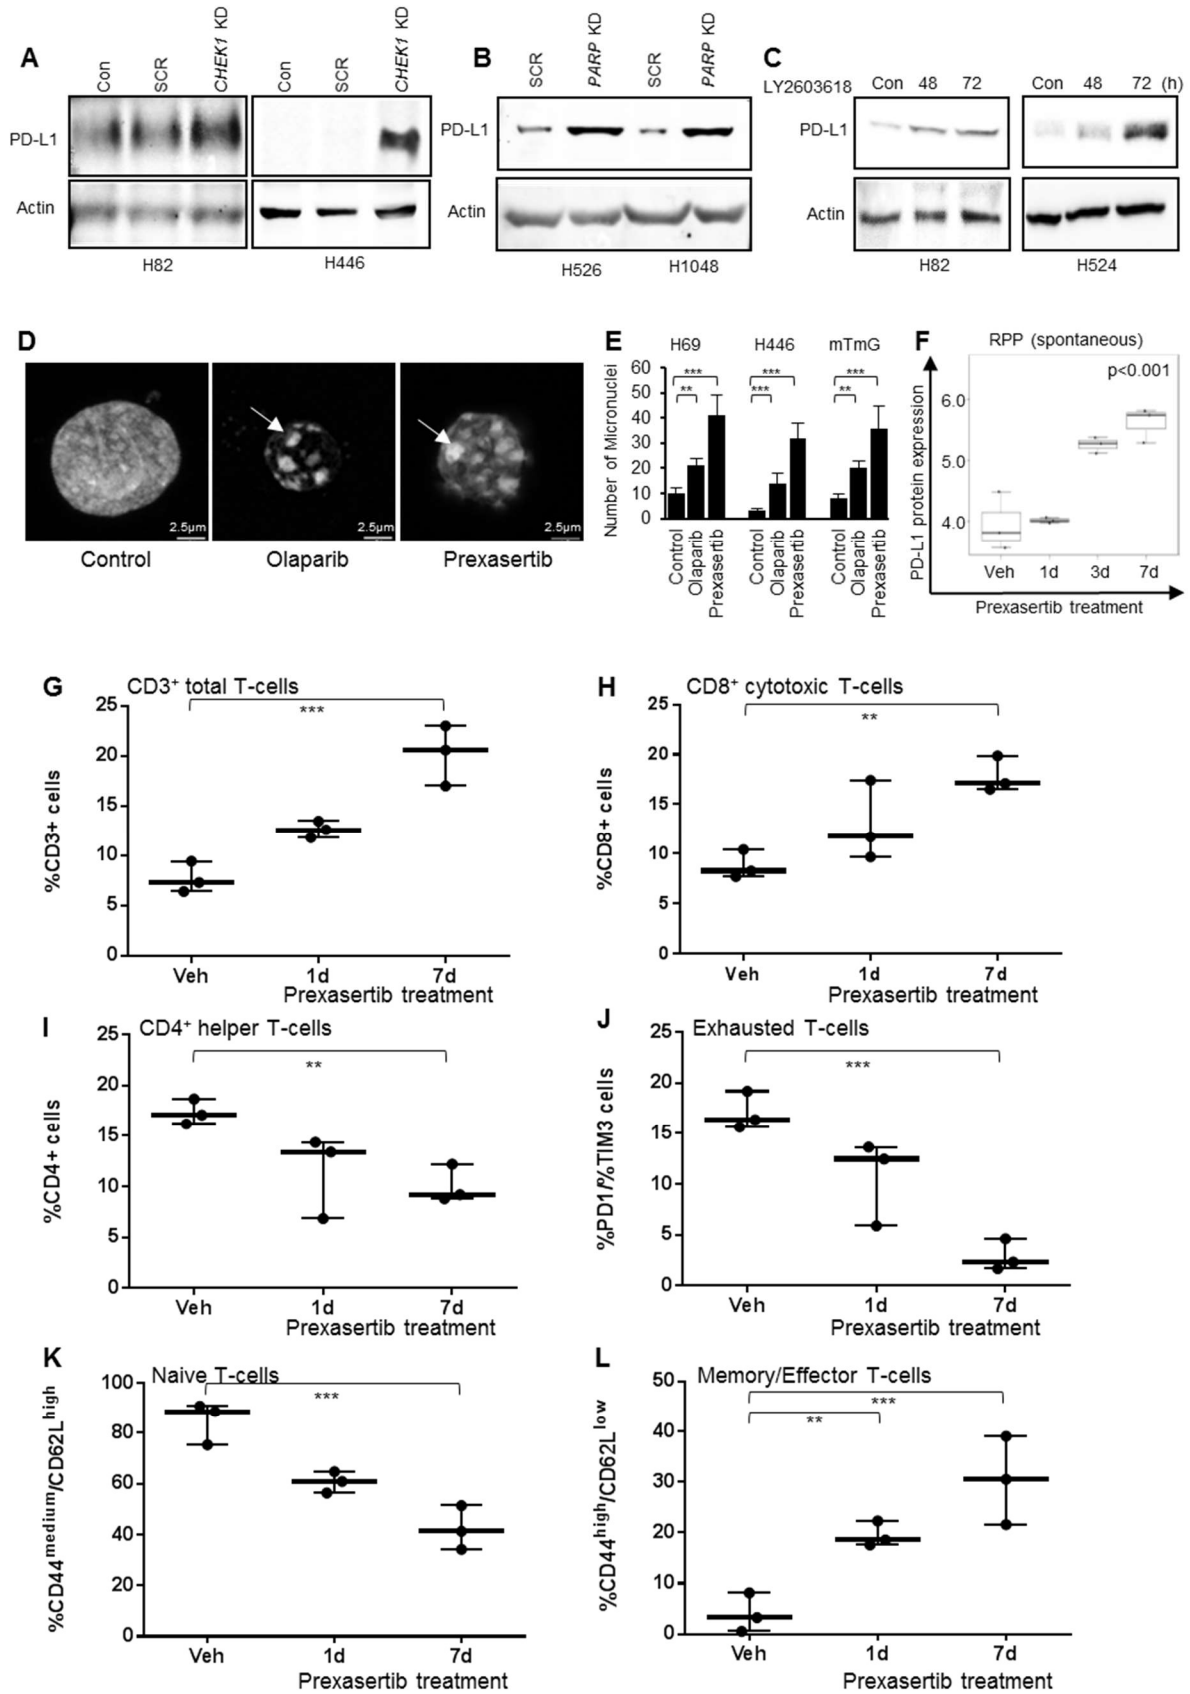 A
Con
SCR
CHEK1 KD
Con
SCR
CHEK1 KD
PD-L1
Actin
H82
H446
B
SCR
PARP KD
SCR
PARP KD
PD-L1
Actin
H526
H1048
C
LY2603618
Con 48 72
Con 48 72 (h)
PD-L1
Actin
H82
H524
D
2.5μm
2.5μm
2.5μm
Control
Olaparib
Prexasertib
E
H69
H446
mTmG
Number of Micronuclei
60
50
40
30
20
10
0
***
**
***
***
***
**
Control
Olaparib
Prexasertib
Control
Olaparib
Prexasertib
Control
Olaparib
Prexasertib
F
RPP (spontaneous)
p<0.001
PD-L1 protein expression
6.0
5.0
4.0
Veh 1d 3d 7d
Prexasertib treatment
G
CD3⁺ total T-cells
***
%CD3+ cells
25
20
15
10
5
0
Veh 1d 7d
Prexasertib treatment
H
CD8⁺ cytotoxic T-cells
**
%CD8+ cells
25
20
15
10
5
0
Veh 1d 7d
Prexasertib treatment
I
CD4⁺ helper T-cells
**
%CD4+ cells
25
20
15
10
5
0
Veh 1d 7d
Prexasertib treatment
J
Exhausted T-cells
***
%PD1/%TIM3 cells
25
20
15
10
5
0
Veh 1d 7d
Prexasertib treatment
K
Naive T-cells
***
%CD44medium/CD62Lhigh
100
80
60
40
20
0
Veh 1d 7d
Prexasertib treatment
L
Memory/Effector T-cells
***
**
%CD44high/CD62Llow
50
40
30
20
10
0
Veh 1d 7d
Prexasertib treatment